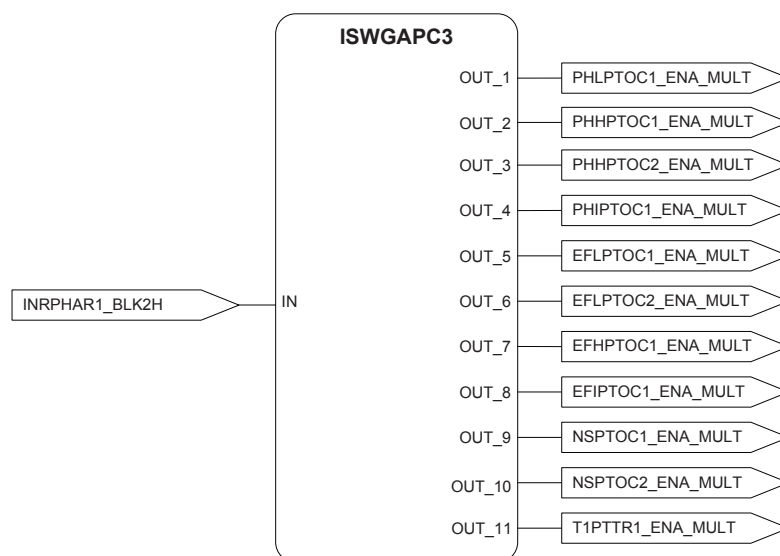 ISWGAPC3
OUT_1 PHLPTOC1_ENA_MULT
OUT_2 PHHPTOC1_ENA_MULT
OUT_3 PHHPTOC2_ENA_MULT
OUT_4 PHIPTOC1_ENA_MULT
OUT_5 EFLPTOC1_ENA_MULT
INRPHAR1_BLK2H IN
OUT_6 EFLPTOC2_ENA_MULT
OUT_7 EFHPTOC1_ENA_MULT
OUT_8 EFIPTOC1_ENA_MULT
OUT_9 NSPTOC1_ENA_MULT
OUT_10 NSPTOC2_ENA_MULT
OUT_11 T1PTTR1_ENA_MULT